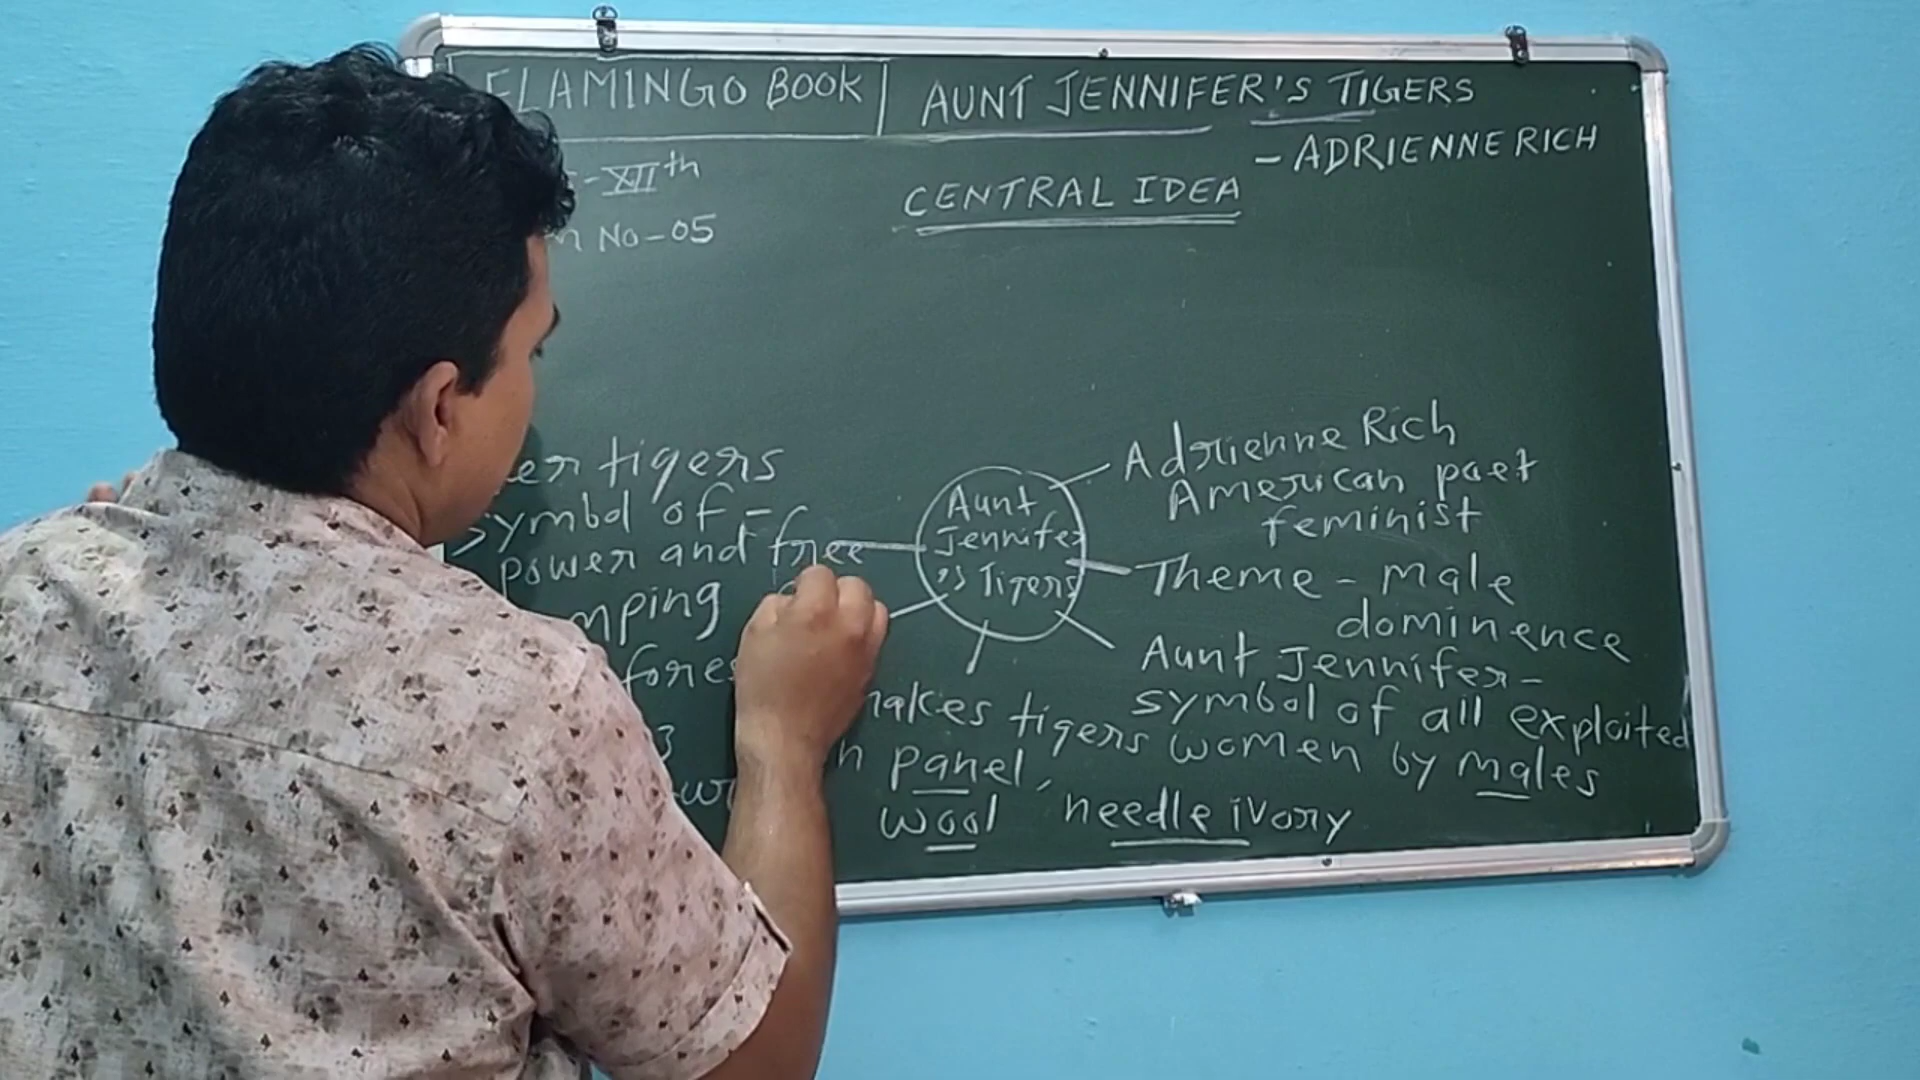 FLAMINGO BOOK | AUNT JENNIFER'S TIGERS
- ADRIENNE RICH
-XIIth
No-05
CENTRAL IDEA
Aunt
Jennifer
's Tigers
Adrienne Rich
American poet
feminist
Theme - male
dominence
Aunt Jennifer-
symbol of all exploited
women by males
makes tigers
panel,
wool needle ivory
tigers
symbol of -
power and free